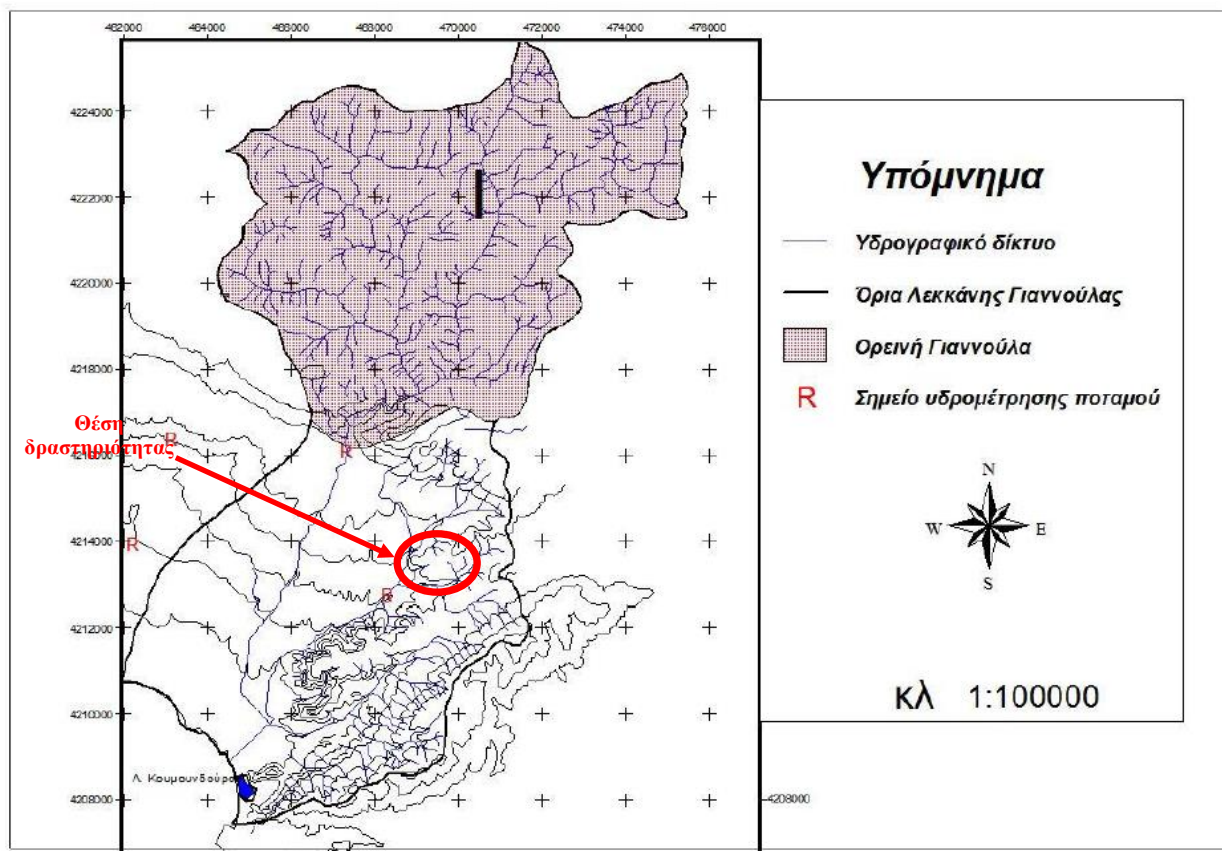 462000 464000 466000 468000 470000 472000 474000 476000
4224000
4222000
4220000
4218000
4216000
4214000
4212000
4210000
4208000
4208000
Θέση
δραστηριότητας
R
R
R
R
Λ. Κουμουνδούρου
Υπόμνημα
Υδρογραφικό δίκτυο
Όρια Λεκκάνης Γιαννούλας
Ορεινή Γιαννούλα
R Σημείο υδρομέτρησης ποταμού
N
W E
S
κλ 1:100000